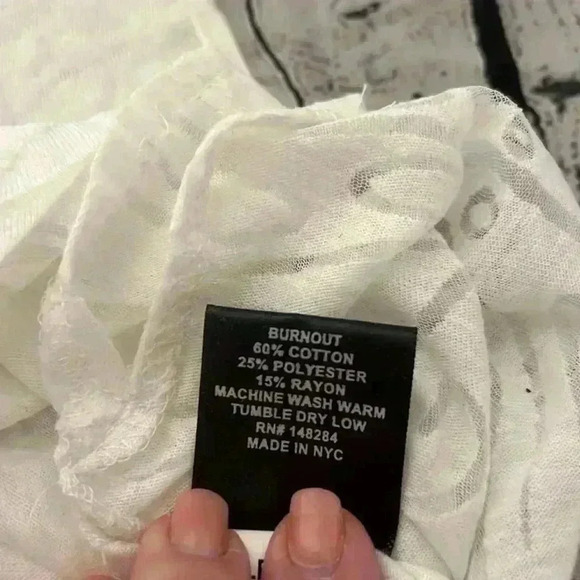 BURNOUT
60% COTTON
25% POLYESTER
15% RAYON
MACHINE WASH WARM
TUMBLE DRY LOW
RN# 148284
MADE IN NYC